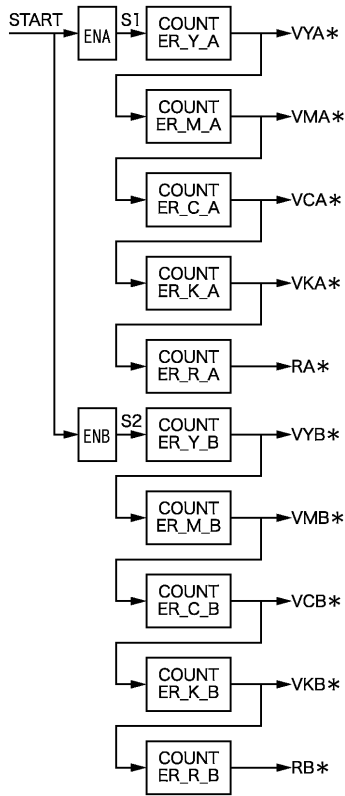 START
ENA
S1
COUNT
ER_Y_A
VYA*
COUNT
ER_M_A
VMA*
COUNT
ER_C_A
VCA*
COUNT
ER_K_A
VKA*
COUNT
ER_R_A
RA*
ENB
S2
COUNT
ER_Y_B
VYB*
COUNT
ER_M_B
VMB*
COUNT
ER_C_B
VCB*
COUNT
ER_K_B
VKB*
COUNT
ER_R_B
RB*